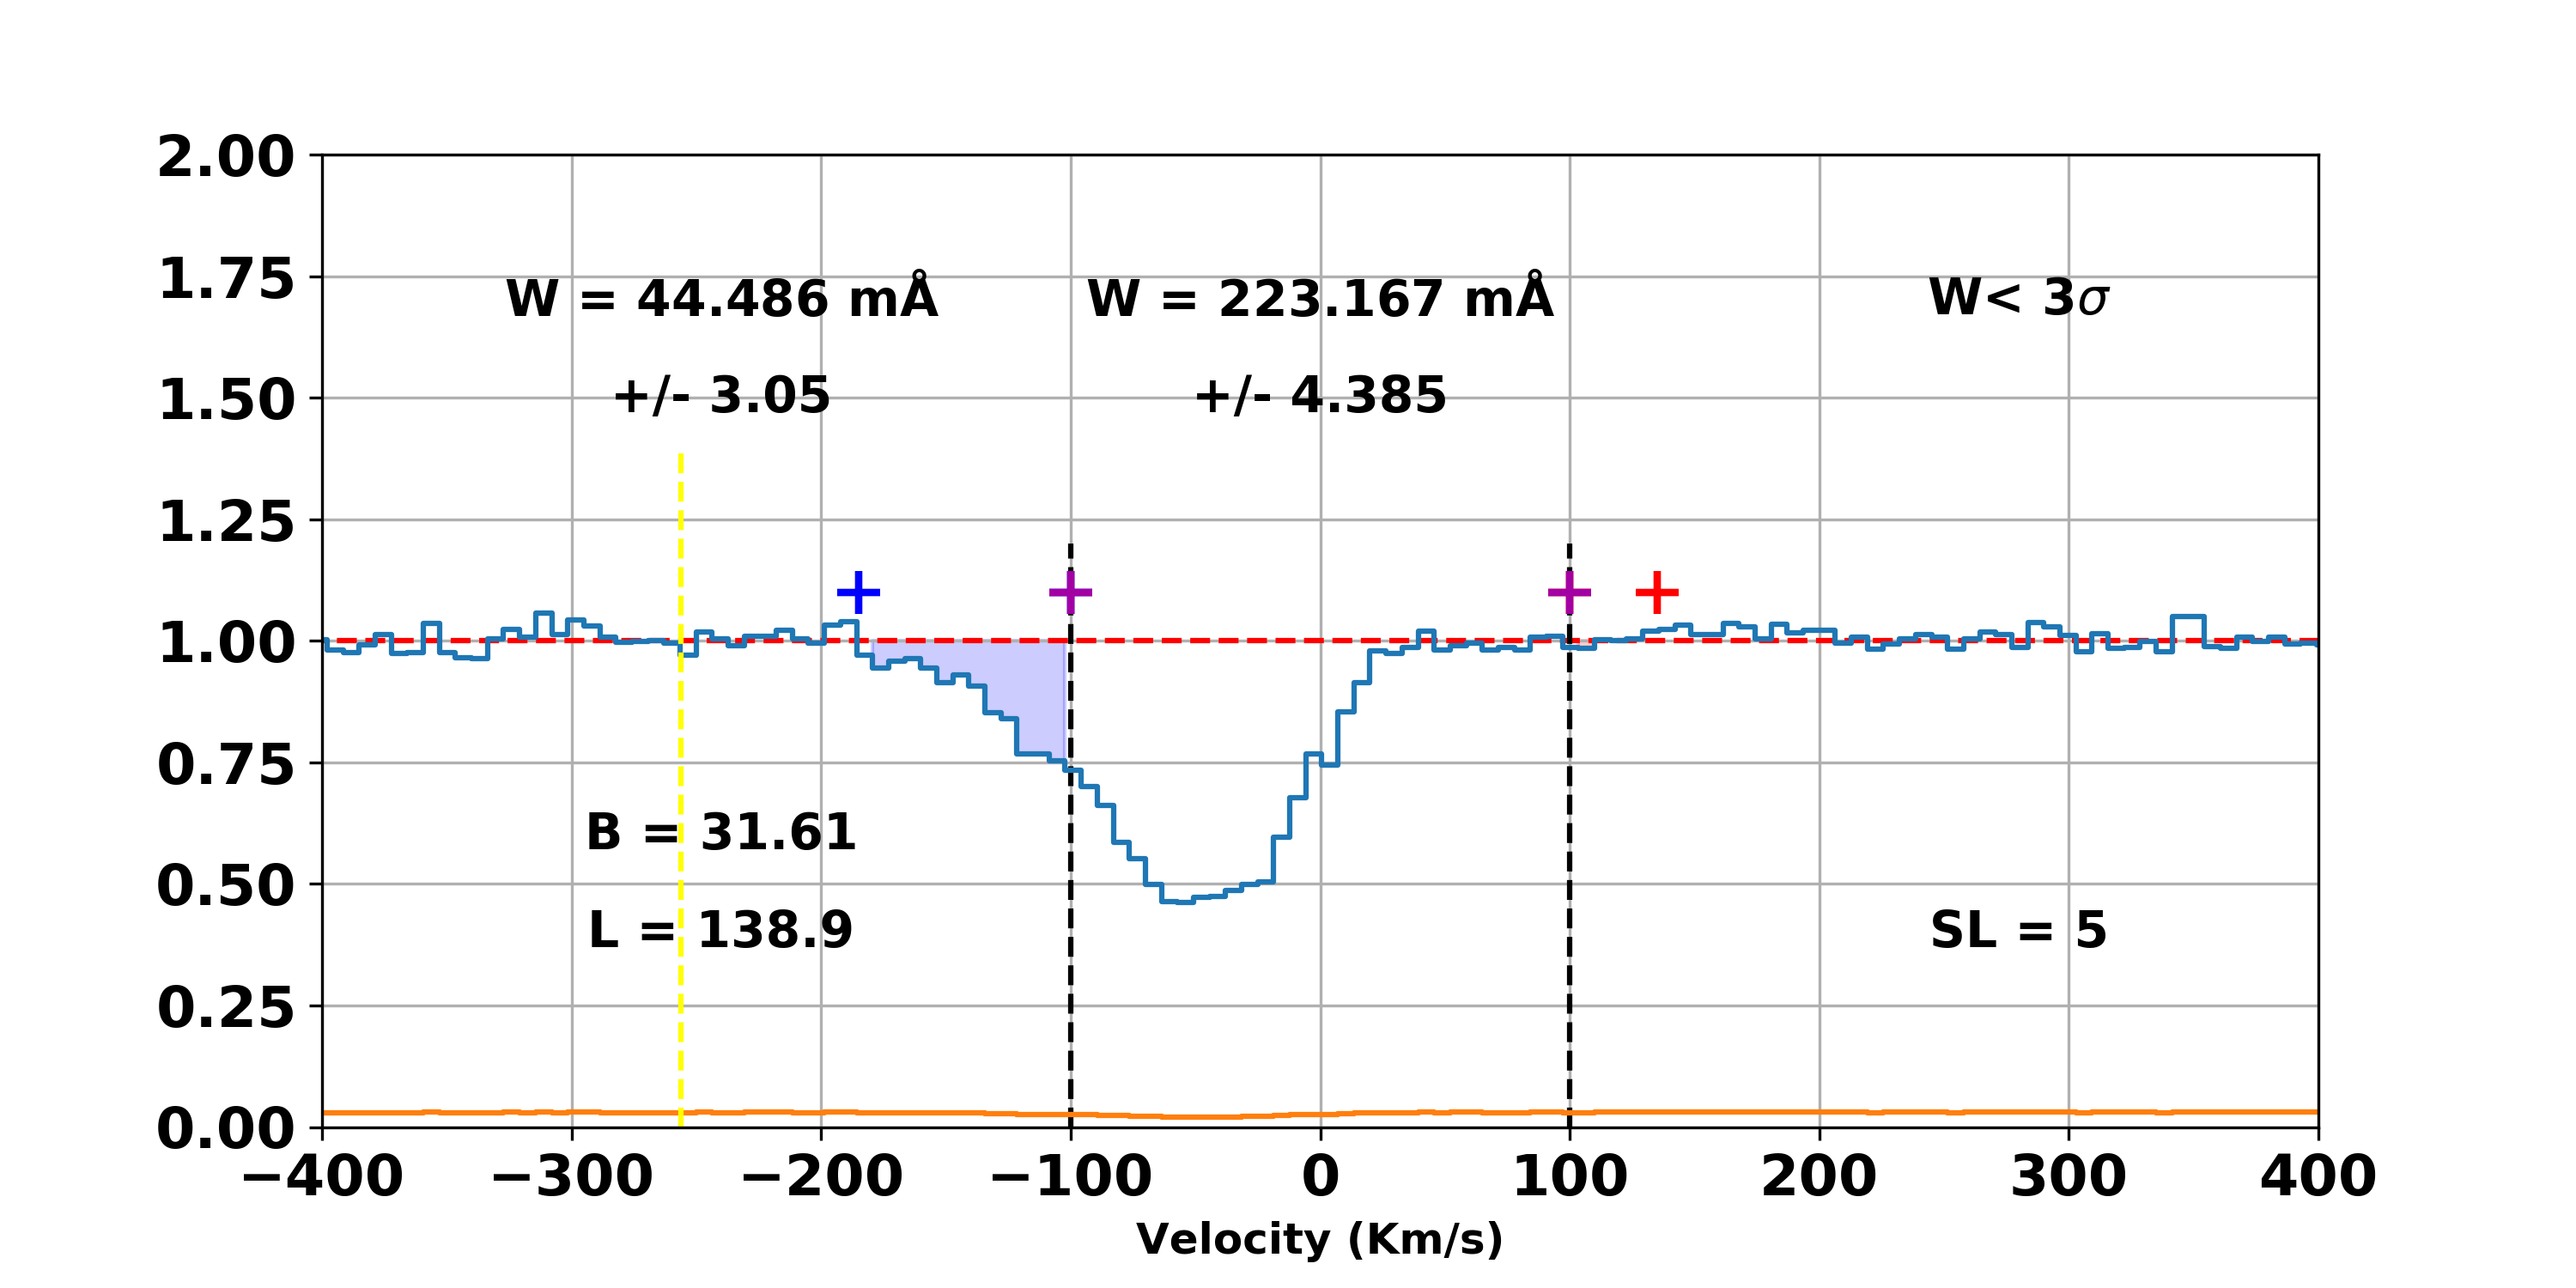 2.00
1.75
1.50
1.25
1.00
0.75
0.50
0.25
0.00
W = 44.486 mÅ
+/- 3.05
W = 223.167 mÅ
+/- 4.385
W< 3σ
B = 31.61
L = 138.9
SL = 5
−400 −300 −200 −100 0 100 200 300 400
Velocity (Km/s)